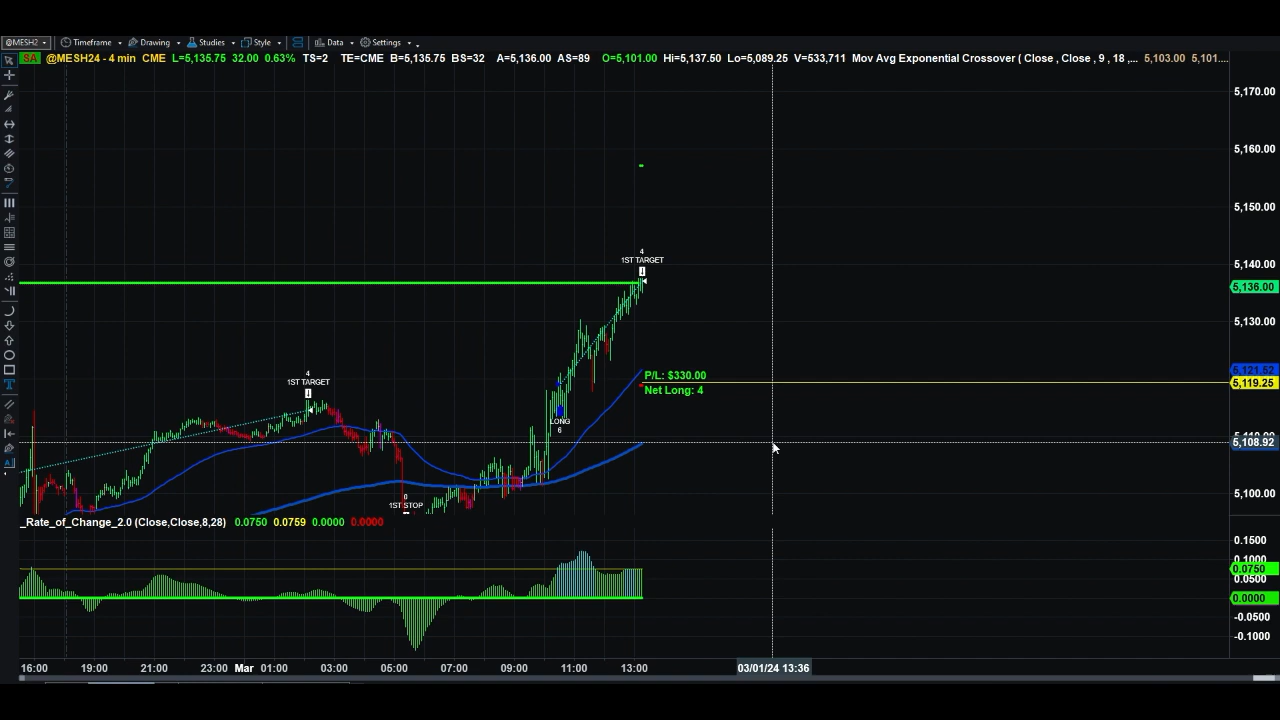 @MESH2 Timeframe Drawing Studies Style Data Settings
SA @MESH24 - 4 min CME L=5,135.75 32.00 0.63% TS=2 TE=CME B=5,135.75 BS=32 A=5,136.00 AS=89 O=5,101.00 Hi=5,137.50 Lo=5,089.25 V=533,711 Mov Avg Exponential Crossover ( Close , Close , 9 , 18 ,... 5,103.00 5,101....
5,170.00
5,160.00
5,150.00
4
1ST TARGET
5,140.00
5,136.00
5,130.00
4
1ST TARGET
P/L: $330.00
Net Long: 4
5,121.52
5,119.25
LONG
6
5,108.92
0
1ST STOP
5,100.00
_Rate_of_Change_2.0 (Close,Close,8,28) 0.0750 0.0759 0.0000 0.0000
0.1500
0.1000
0.0750
0.0500
0.0000
-0.0500
-0.1000
16:00 19:00 21:00 23:00 Mar 01:00 03:00 05:00 07:00 09:00 11:00 13:00 03/01/24 13:36